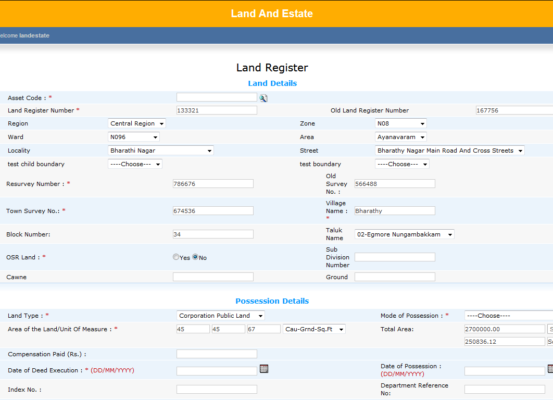 Land And Estate
elcome landestate
Land Register
Land Details
Asset Code : *
Land Register Number * 133321 Old Land Register Number 167756
Region Central Region Zone N08
Ward N096 Area Ayanavaram
Locality Bharathi Nagar Street Bharathy Nagar Main Road And Cross Streets
test child boundary ----Choose--- test boundary ----Choose---
Resurvey Number : * 786676 Old Survey No. : 566488
Town Survey No.: * 674536 Village Name : * Bharathy
Block Number: 34 Taluk Name 02-Egmore Nungambakkam
OSR Land : * Yes No Sub Division Number
Cawne Ground
Possession Details
Land Type : * Corporation Public Land Mode of Possession : * ----Choose----
Area of the Land/Unit Of Measure : * 45 45 67 Cau-Grnd-Sq.Ft Total Area: 2700000.00
250836.12
Compensation Paid (Rs.) :
Date of Deed Execution : * (DD/MM/YYYY) Date of Possession : (DD/MM/YYYY)
Index No. : Department Reference No: